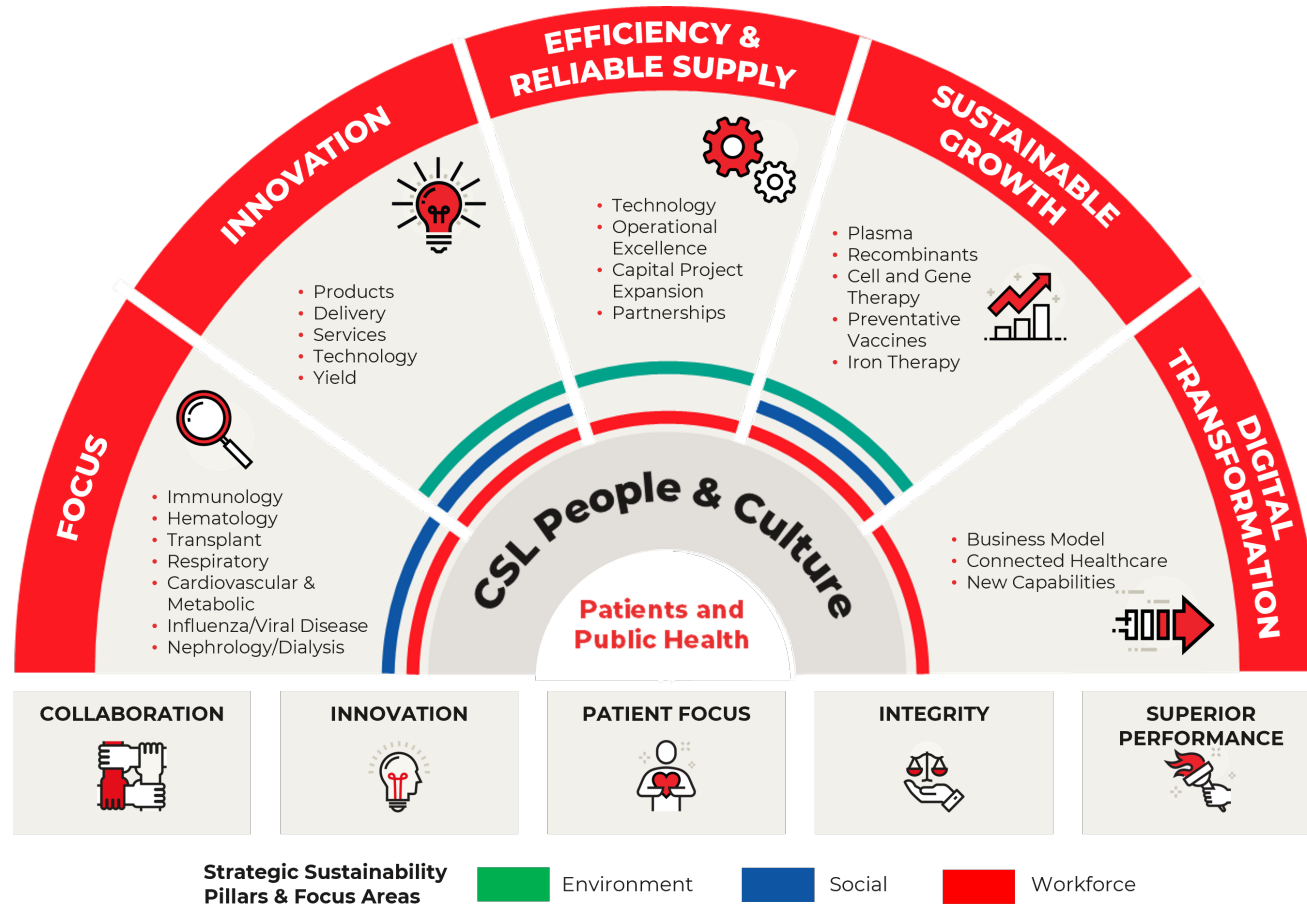 EFFICIENCY &
RELIABLE SUPPLY
INNOVATION
SUSTAINABLE
GROWTH
FOCUS
DIGITAL
TRANSFORMATION
• Immunology
• Hematology
• Transplant
• Respiratory
• Cardiovascular &
Metabolic
• Influenza/Viral Disease
• Nephrology/Dialysis
• Products
• Delivery
• Services
• Technology
• Yield
• Technology
• Operational
Excellence
• Capital Project
Expansion
• Partnerships
• Plasma
• Recombinants
• Cell and Gene
Therapy
• Preventative
Vaccines
• Iron Therapy
• Business Model
• Connected Healthcare
• New Capabilities
CSL People & Culture
Patients and
Public Health
COLLABORATION
INNOVATION
PATIENT FOCUS
INTEGRITY
SUPERIOR
PERFORMANCE
Strategic Sustainability
Pillars & Focus Areas
Environment
Social
Workforce